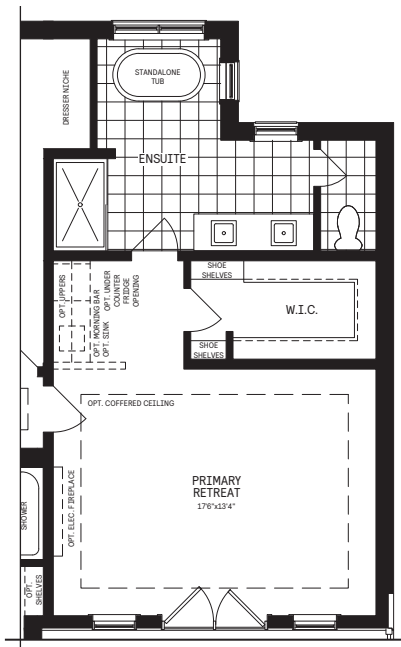 STANDALONE
TUB
DRESSER NICHE
ENSUITE
SHOE
SHELVES
W.I.C.
OPT. UPPERS
OPT. MORNING BAR
OPT. SINK
OPT. UNDER
COUNTER
FRIDGE
OPENING
SHOE
SHELVES
OPT. COFFERED CEILING
PRIMARY
RETREAT
17'6"x13'4"
OPT. ELEC. FIREPLACE
SHOWER
OPT.
SHELVES